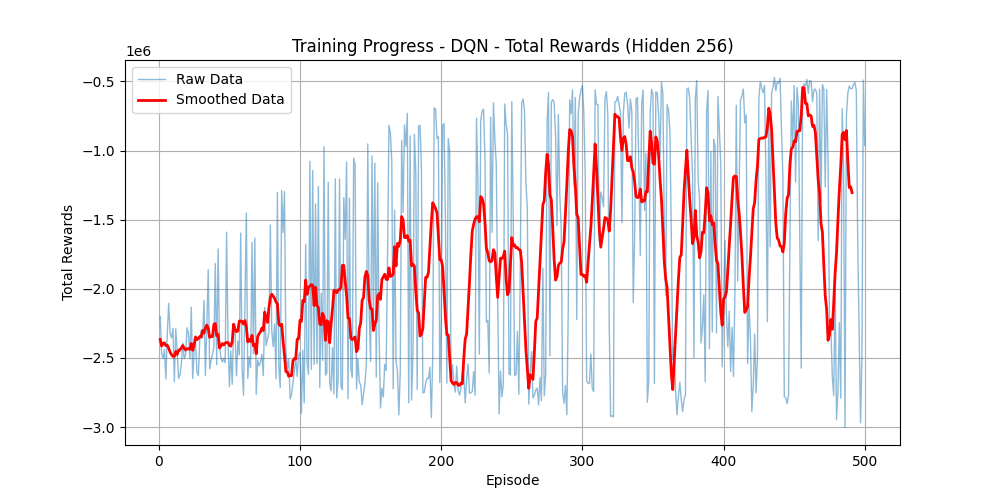 Training Progress - DQN - Total Rewards (Hidden 256)
1e6
Raw Data
Smoothed Data
−0.5
−1.0
−1.5
−2.0
−2.5
−3.0
Total Rewards
0 100 200 300 400 500
Episode